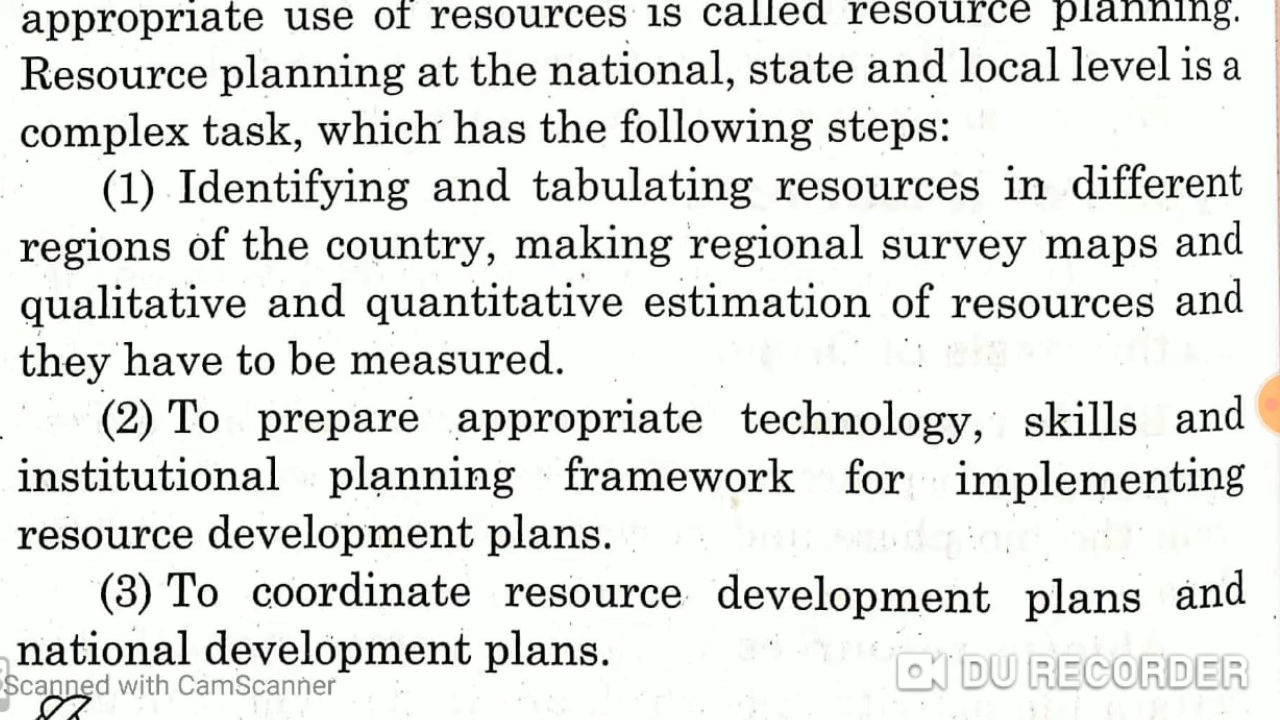 appropriate use of resources is called resource planning.
Resource planning at the national, state and local level is a
complex task, which has the following steps:
(1) Identifying and tabulating resources in different
regions of the country, making regional survey maps and
qualitative and quantitative estimation of resources and
they have to be measured.
(2) To prepare appropriate technology, skills and
institutional planning framework for implementing
resource development plans.
(3) To coordinate resource development plans and
national development plans.
Scanned with CamScanner
DU RECORDER